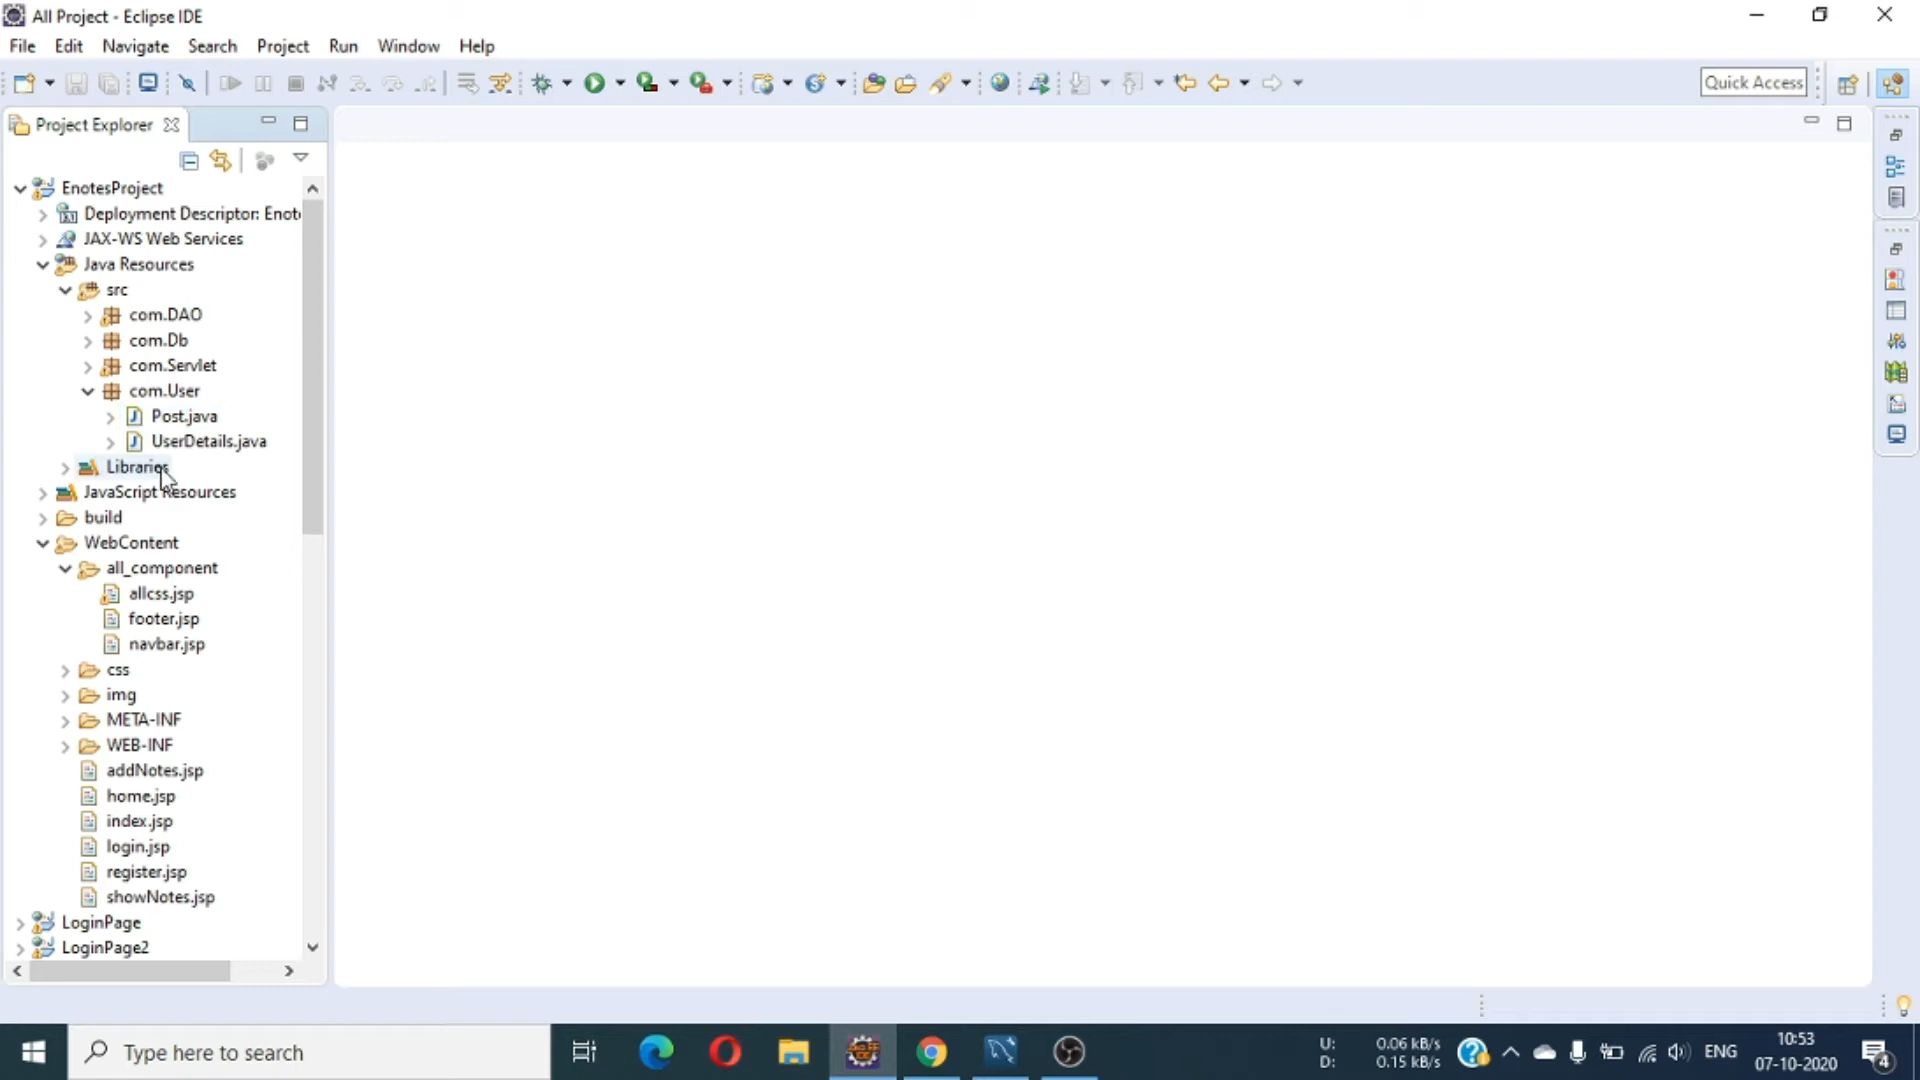 All Project - Eclipse IDE
File Edit Navigate Search Project Run Window Help
Quick Access
Project Explorer
EnotesProject
Deployment Descriptor: Enot
JAX-WS Web Services
Java Resources
src
com.DAO
com.Db
com.Servlet
com.User
Post.java
UserDetails.java
Libraries
JavaScript Resources
build
WebContent
all_component
allcss.jsp
footer.jsp
navbar.jsp
css
img
META-INF
WEB-INF
addNotes.jsp
home.jsp
index.jsp
login.jsp
register.jsp
showNotes.jsp
LoginPage
LoginPage2
Type here to search
U: 0.06 kB/s
D: 0.15 kB/s
ENG
10:53
07-10-2020
4